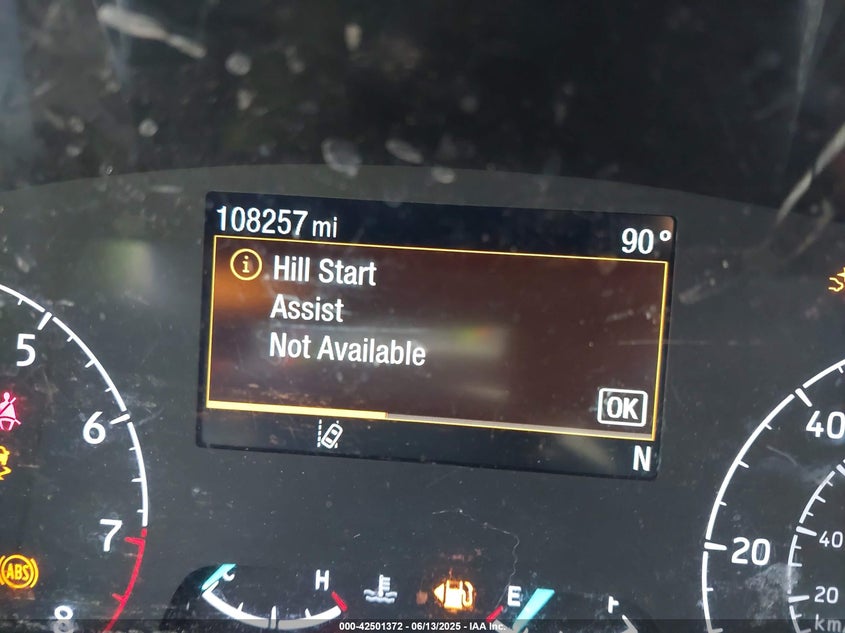 108257 mi
90°
Hill Start
Assist
Not Available
OK
N
5
6
7
8
ABS
H
E
40
20
40
20
km/
000-42501372 - 06/13/2025 - IAA Inc.